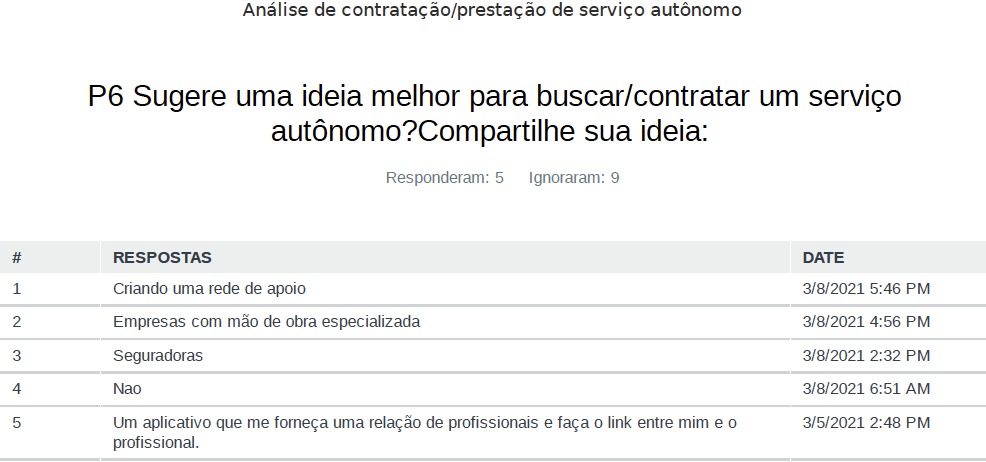 Análise de contratação/prestação de serviço autônomo
P6 Sugere uma ideia melhor para buscar/contratar um serviço
autônomo?Compartilhe sua ideia:
Responderam: 5 Ignoraram: 9
# RESPOSTAS DATE
1 Criando uma rede de apoio 3/8/2021 5:46 PM
2 Empresas com mão de obra especializada 3/8/2021 4:56 PM
3 Seguradoras 3/8/2021 2:32 PM
4 Nao 3/8/2021 6:51 AM
5 Um aplicativo que me forneça uma relação de profissionais e faça o link entre mim e o 3/5/2021 2:48 PM
profissional.